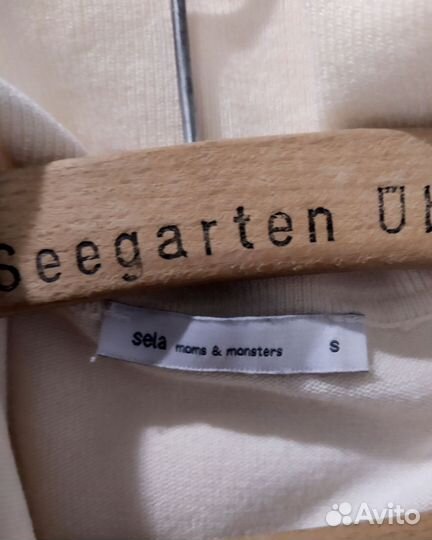 Seegarten
sela moms & monsters s
Avito